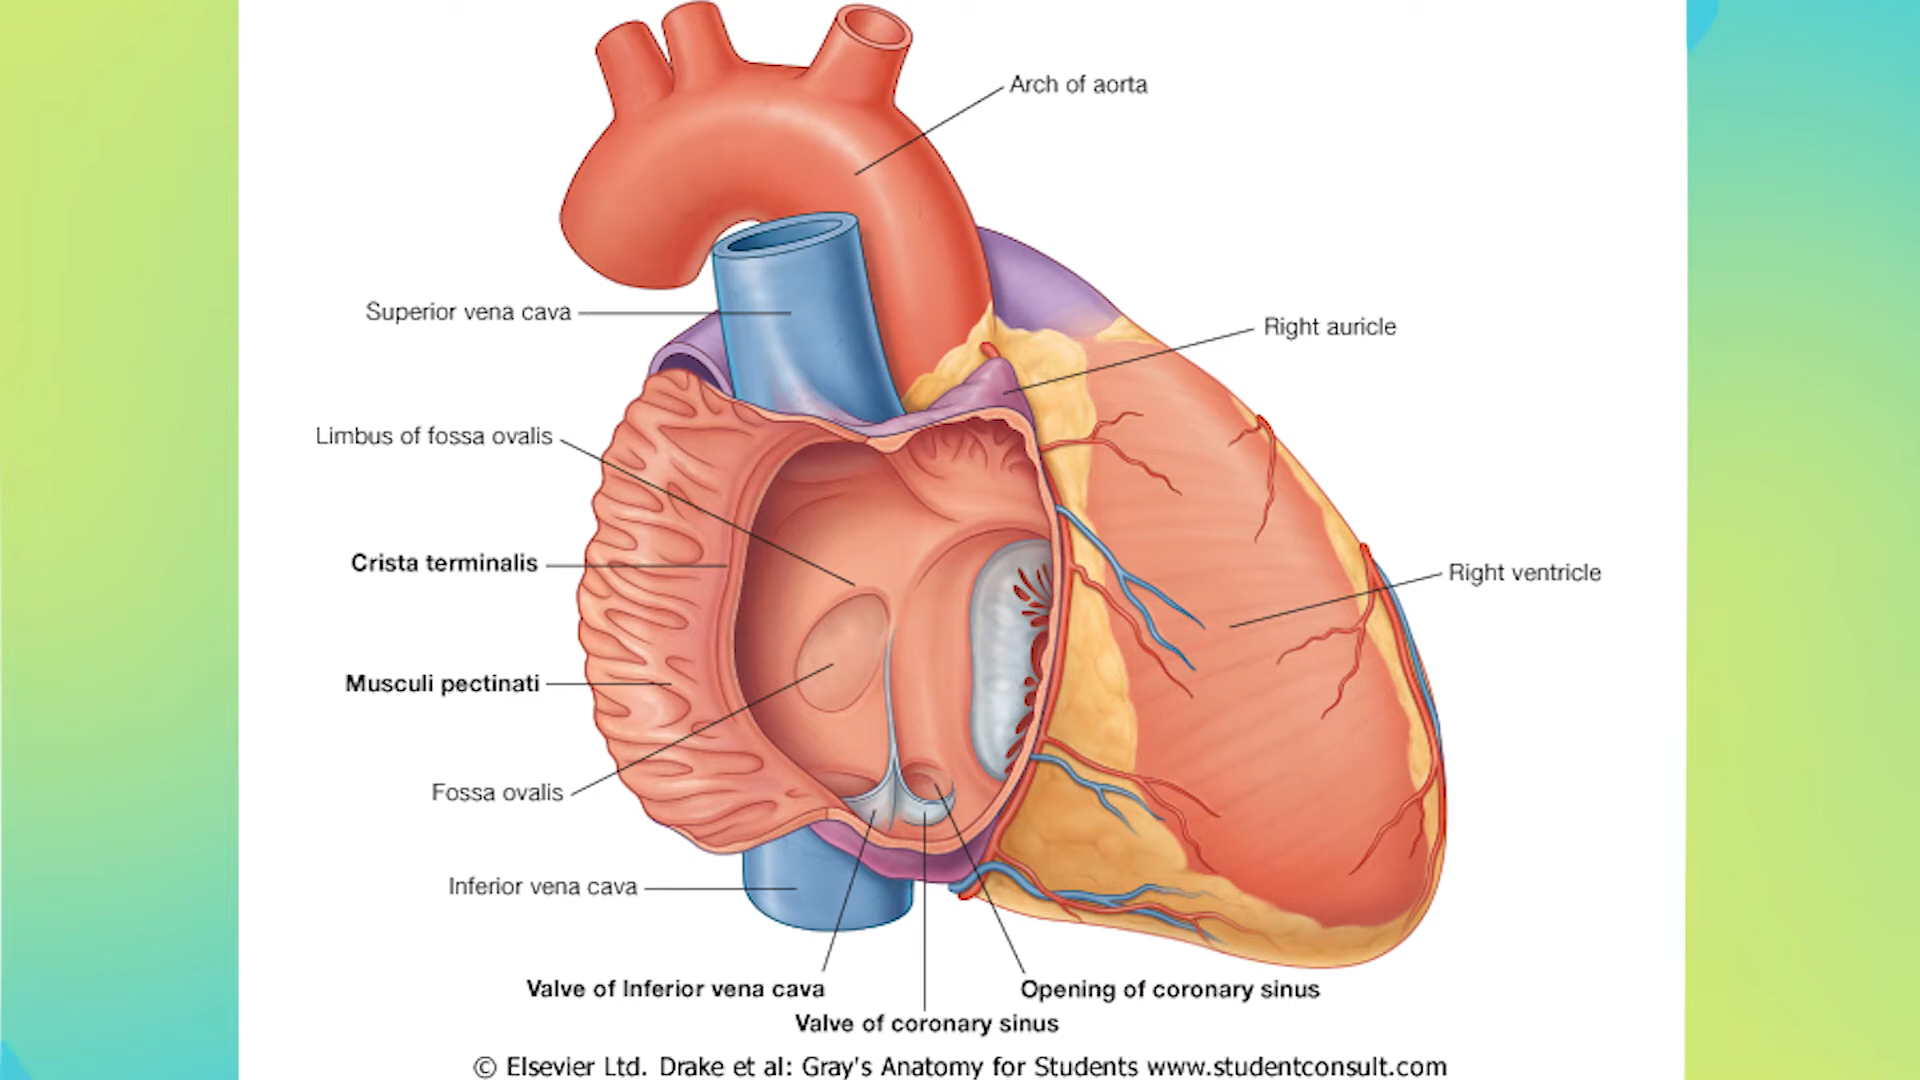 Arch of aorta
Superior vena cava
Right auricle
Limbus of fossa ovalis
Crista terminalis
Right ventricle
Musculi pectinati
Fossa ovalis
Inferior vena cava
Valve of Inferior vena cava
Opening of coronary sinus
Valve of coronary sinus
© Elsevier Ltd. Drake et al: Gray's Anatomy for Students www.studentconsult.com